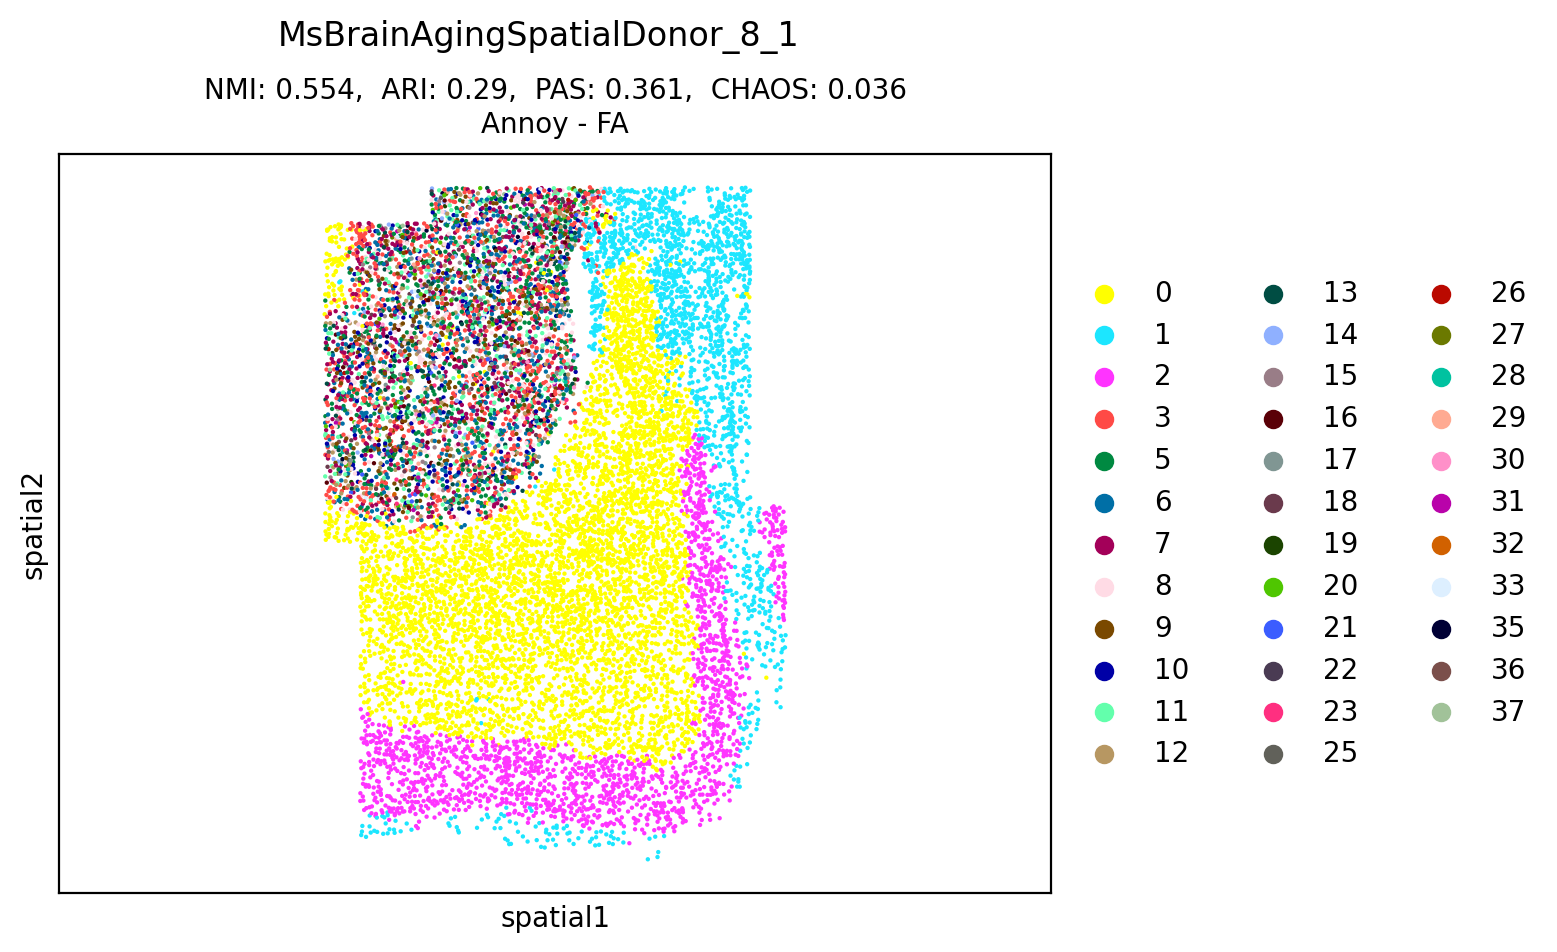 MsBrainAgingSpatialDonor_8_1
NMI: 0.554,  ARI: 0.29,  PAS: 0.361,  CHAOS: 0.036
Annoy - FA
spatial2
spatial1
0 13 26
1 14 27
2 15 28
3 16 29
5 17 30
6 18 31
7 19 32
8 20 33
9 21 35
10 22 36
11 23 37
12 25